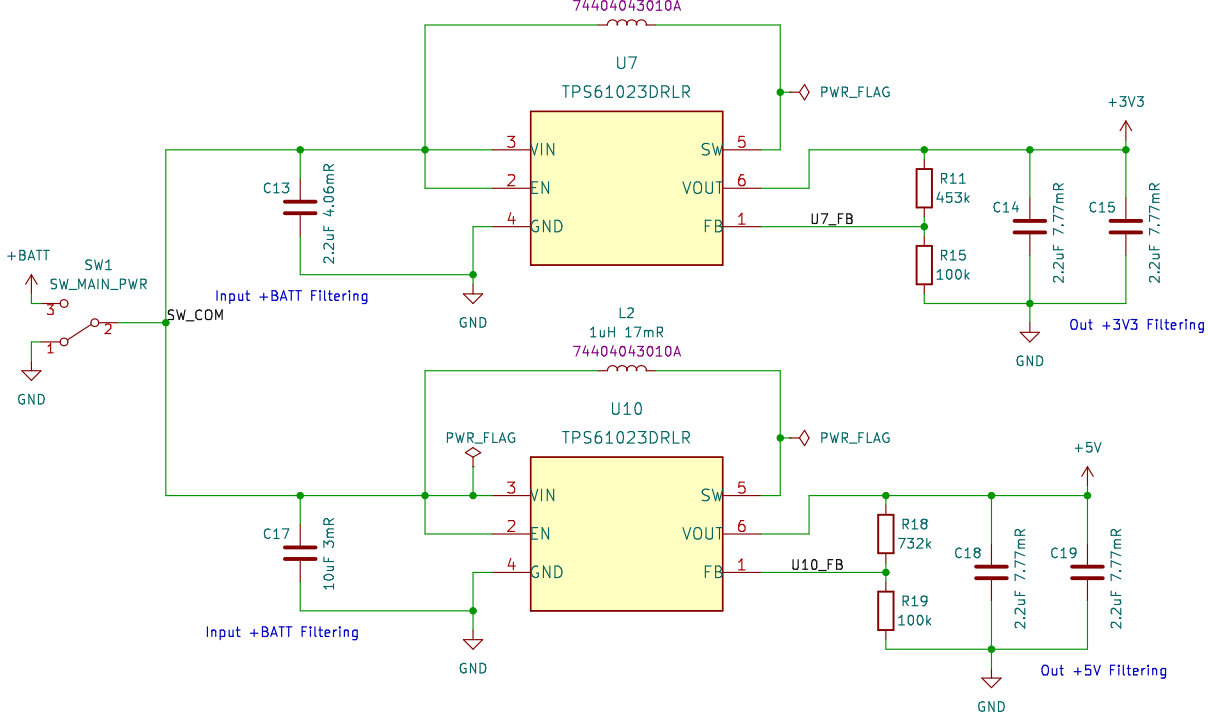 74404043010A
U7
TPS61023DRLR
PWR_FLAG
+3V3
3 VIN
SW 5
2 EN
VOUT 6
4 GND
FB 1
U7_FB
C13
2.2uF 4.06mR
R11
453k
R15
100k
C14
2.2uF 7.77mR
C15
2.2uF 7.77mR
+BATT
SW1
SW_MAIN_PWR
3
2
1
SW_COM
GND
Input +BATT Filtering
GND
Out +3V3 Filtering
GND
L2
1uH 17mR
74404043010A
U10
TPS61023DRLR
PWR_FLAG
PWR_FLAG
+5V
3 VIN
SW 5
2 EN
VOUT 6
4 GND
FB 1
U10_FB
C17
10uF 3mR
R18
732k
R19
100k
C18
2.2uF 7.77mR
C19
2.2uF 7.77mR
Input +BATT Filtering
GND
Out +5V Filtering
GND